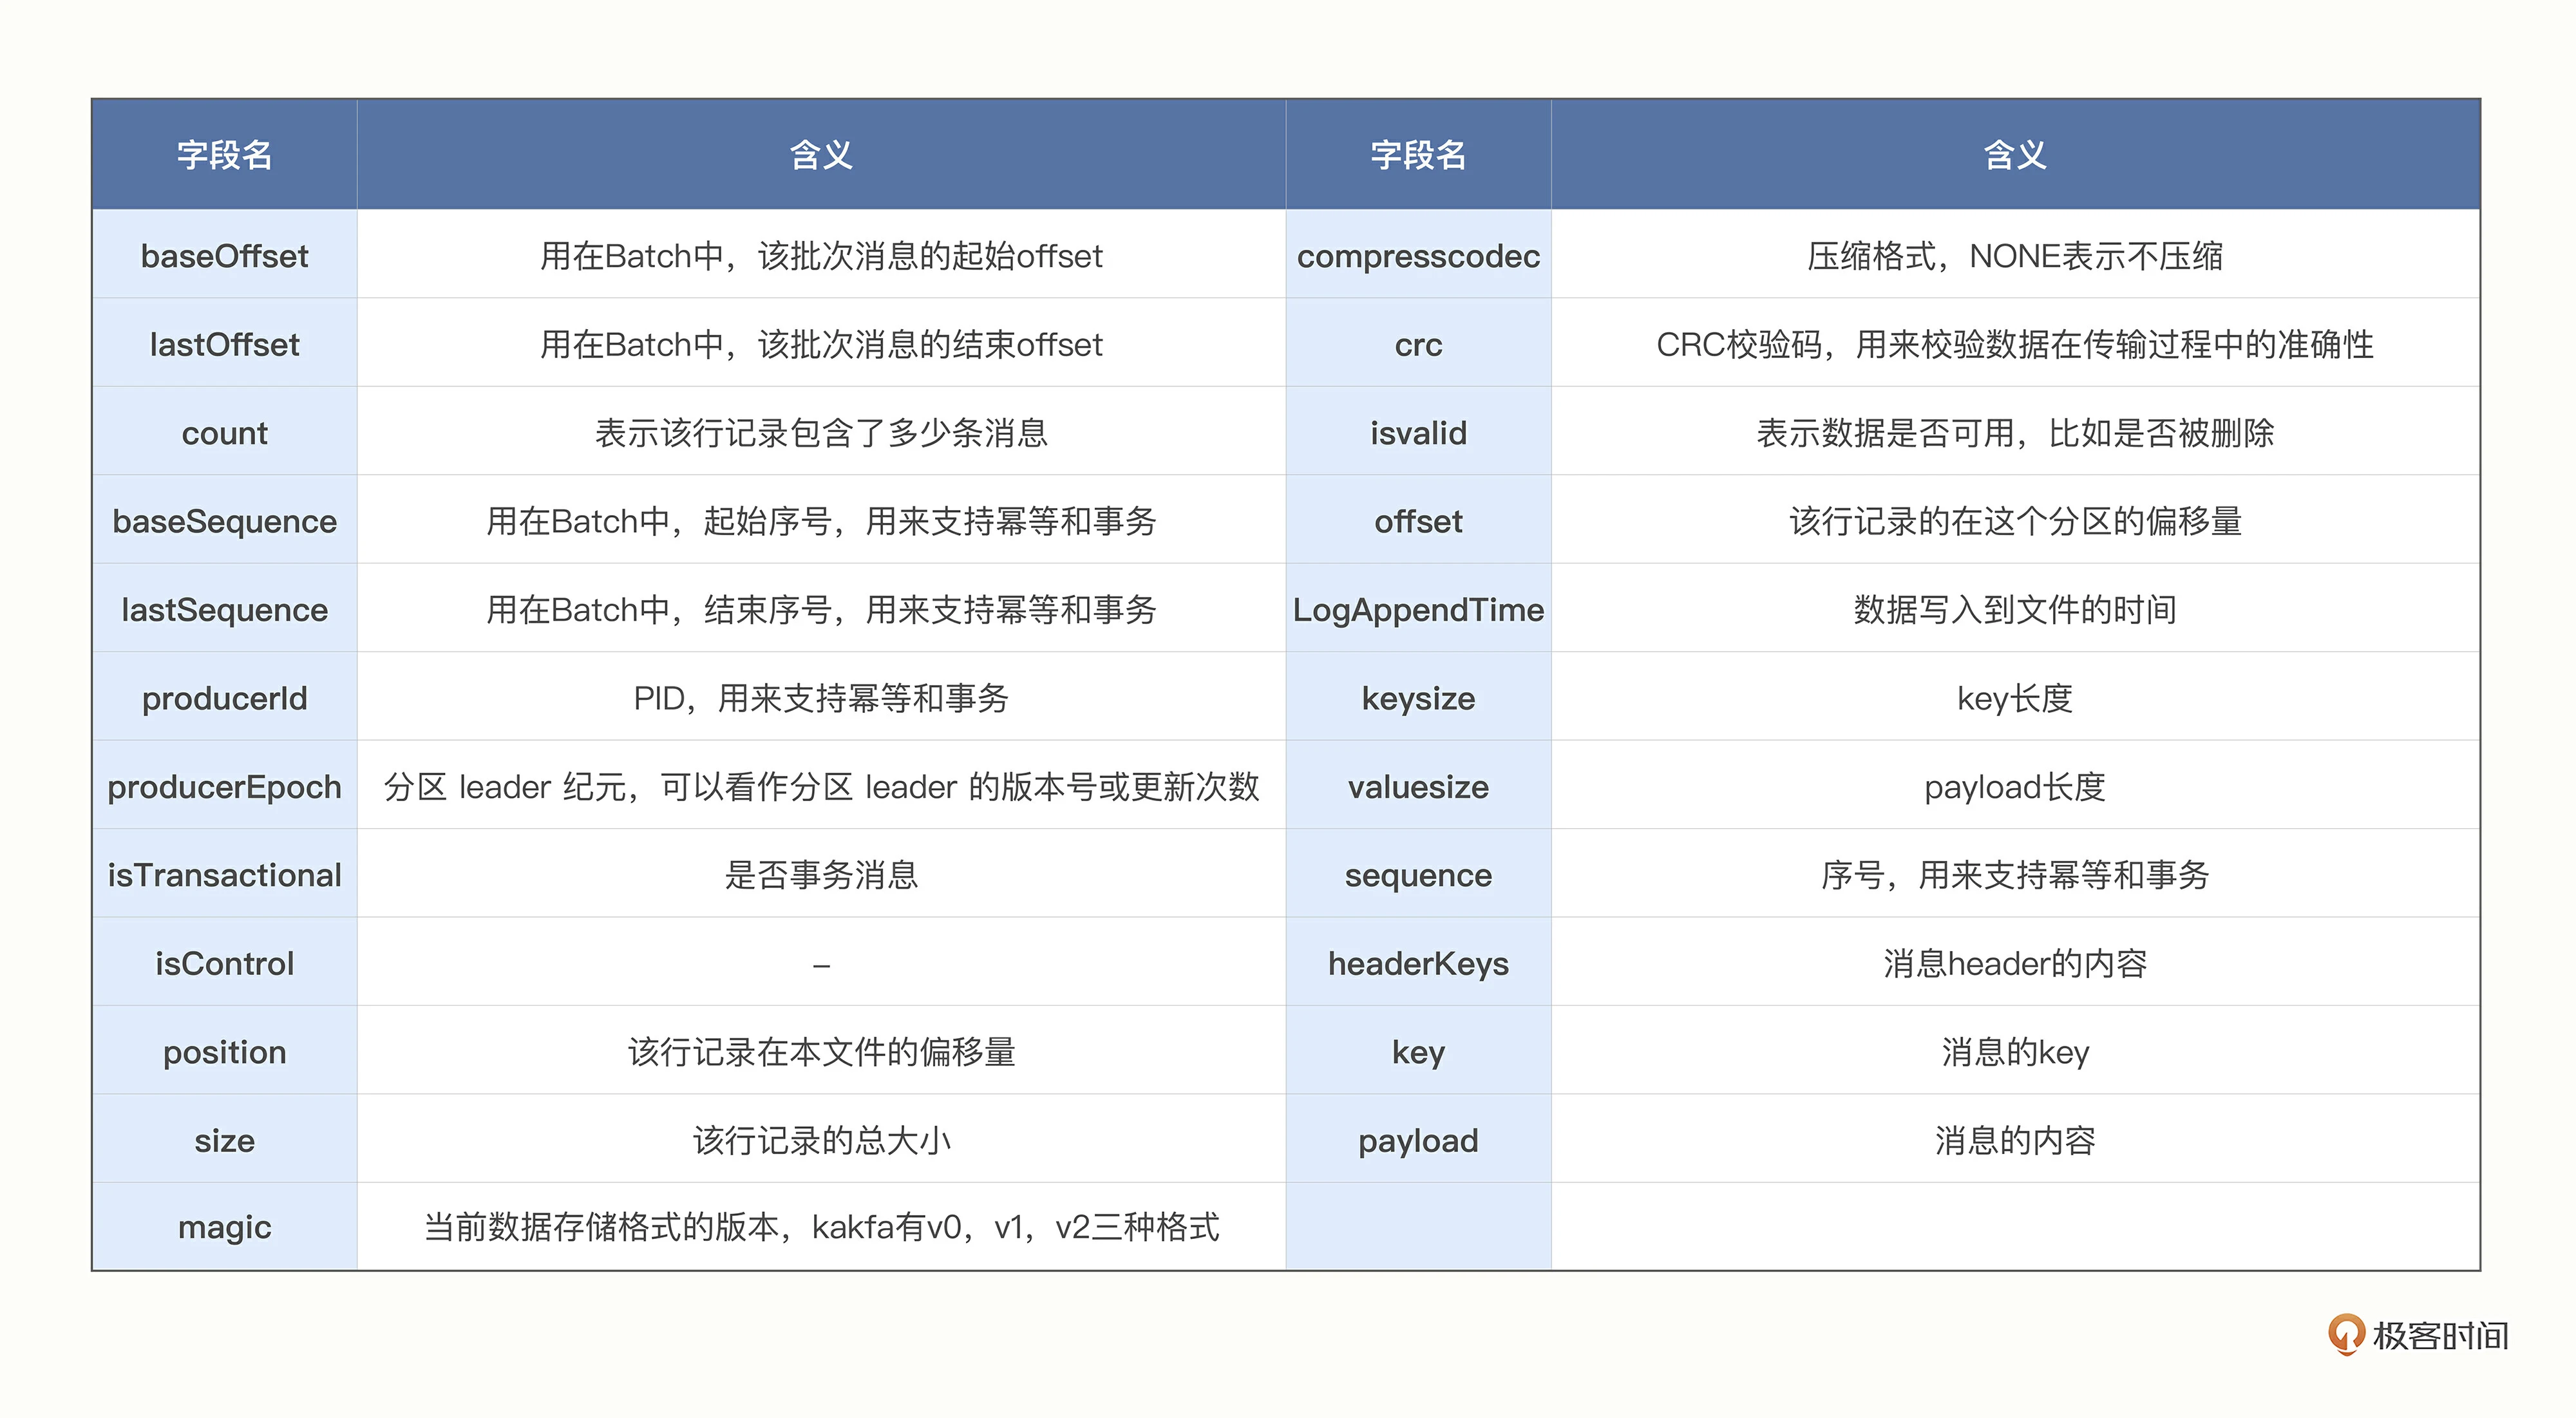 字段名 含义 字段名 含义
baseOffset 用在Batch中，该批次消息的起始offset compresscodec 压缩格式，NONE表示不压缩
lastOffset 用在Batch中，该批次消息的结束offset crc CRC校验码，用来校验数据在传输过程中的准确性
count 表示该行记录包含了多少条消息 isvalid 表示数据是否可用，比如是否被删除
baseSequence 用在Batch中，起始序号，用来支持幂等和事务 offset 该行记录的在这个分区的偏移量
lastSequence 用在Batch中，结束序号，用来支持幂等和事务 LogAppendTime 数据写入到文件的时间
producerId PID，用来支持幂等和事务 keysize key长度
producerEpoch 分区 leader 纪元，可以看作分区 leader 的版本号或更新次数 valuesize payload长度
isTransactional 是否事务消息 sequence 序号，用来支持幂等和事务
isControl – headerKeys 消息header的内容
position 该行记录在本文件的偏移量 key 消息的key
size 该行记录的总大小 payload 消息的内容
magic 当前数据存储格式的版本，kakfa有v0，v1，v2三种格式
极客时间